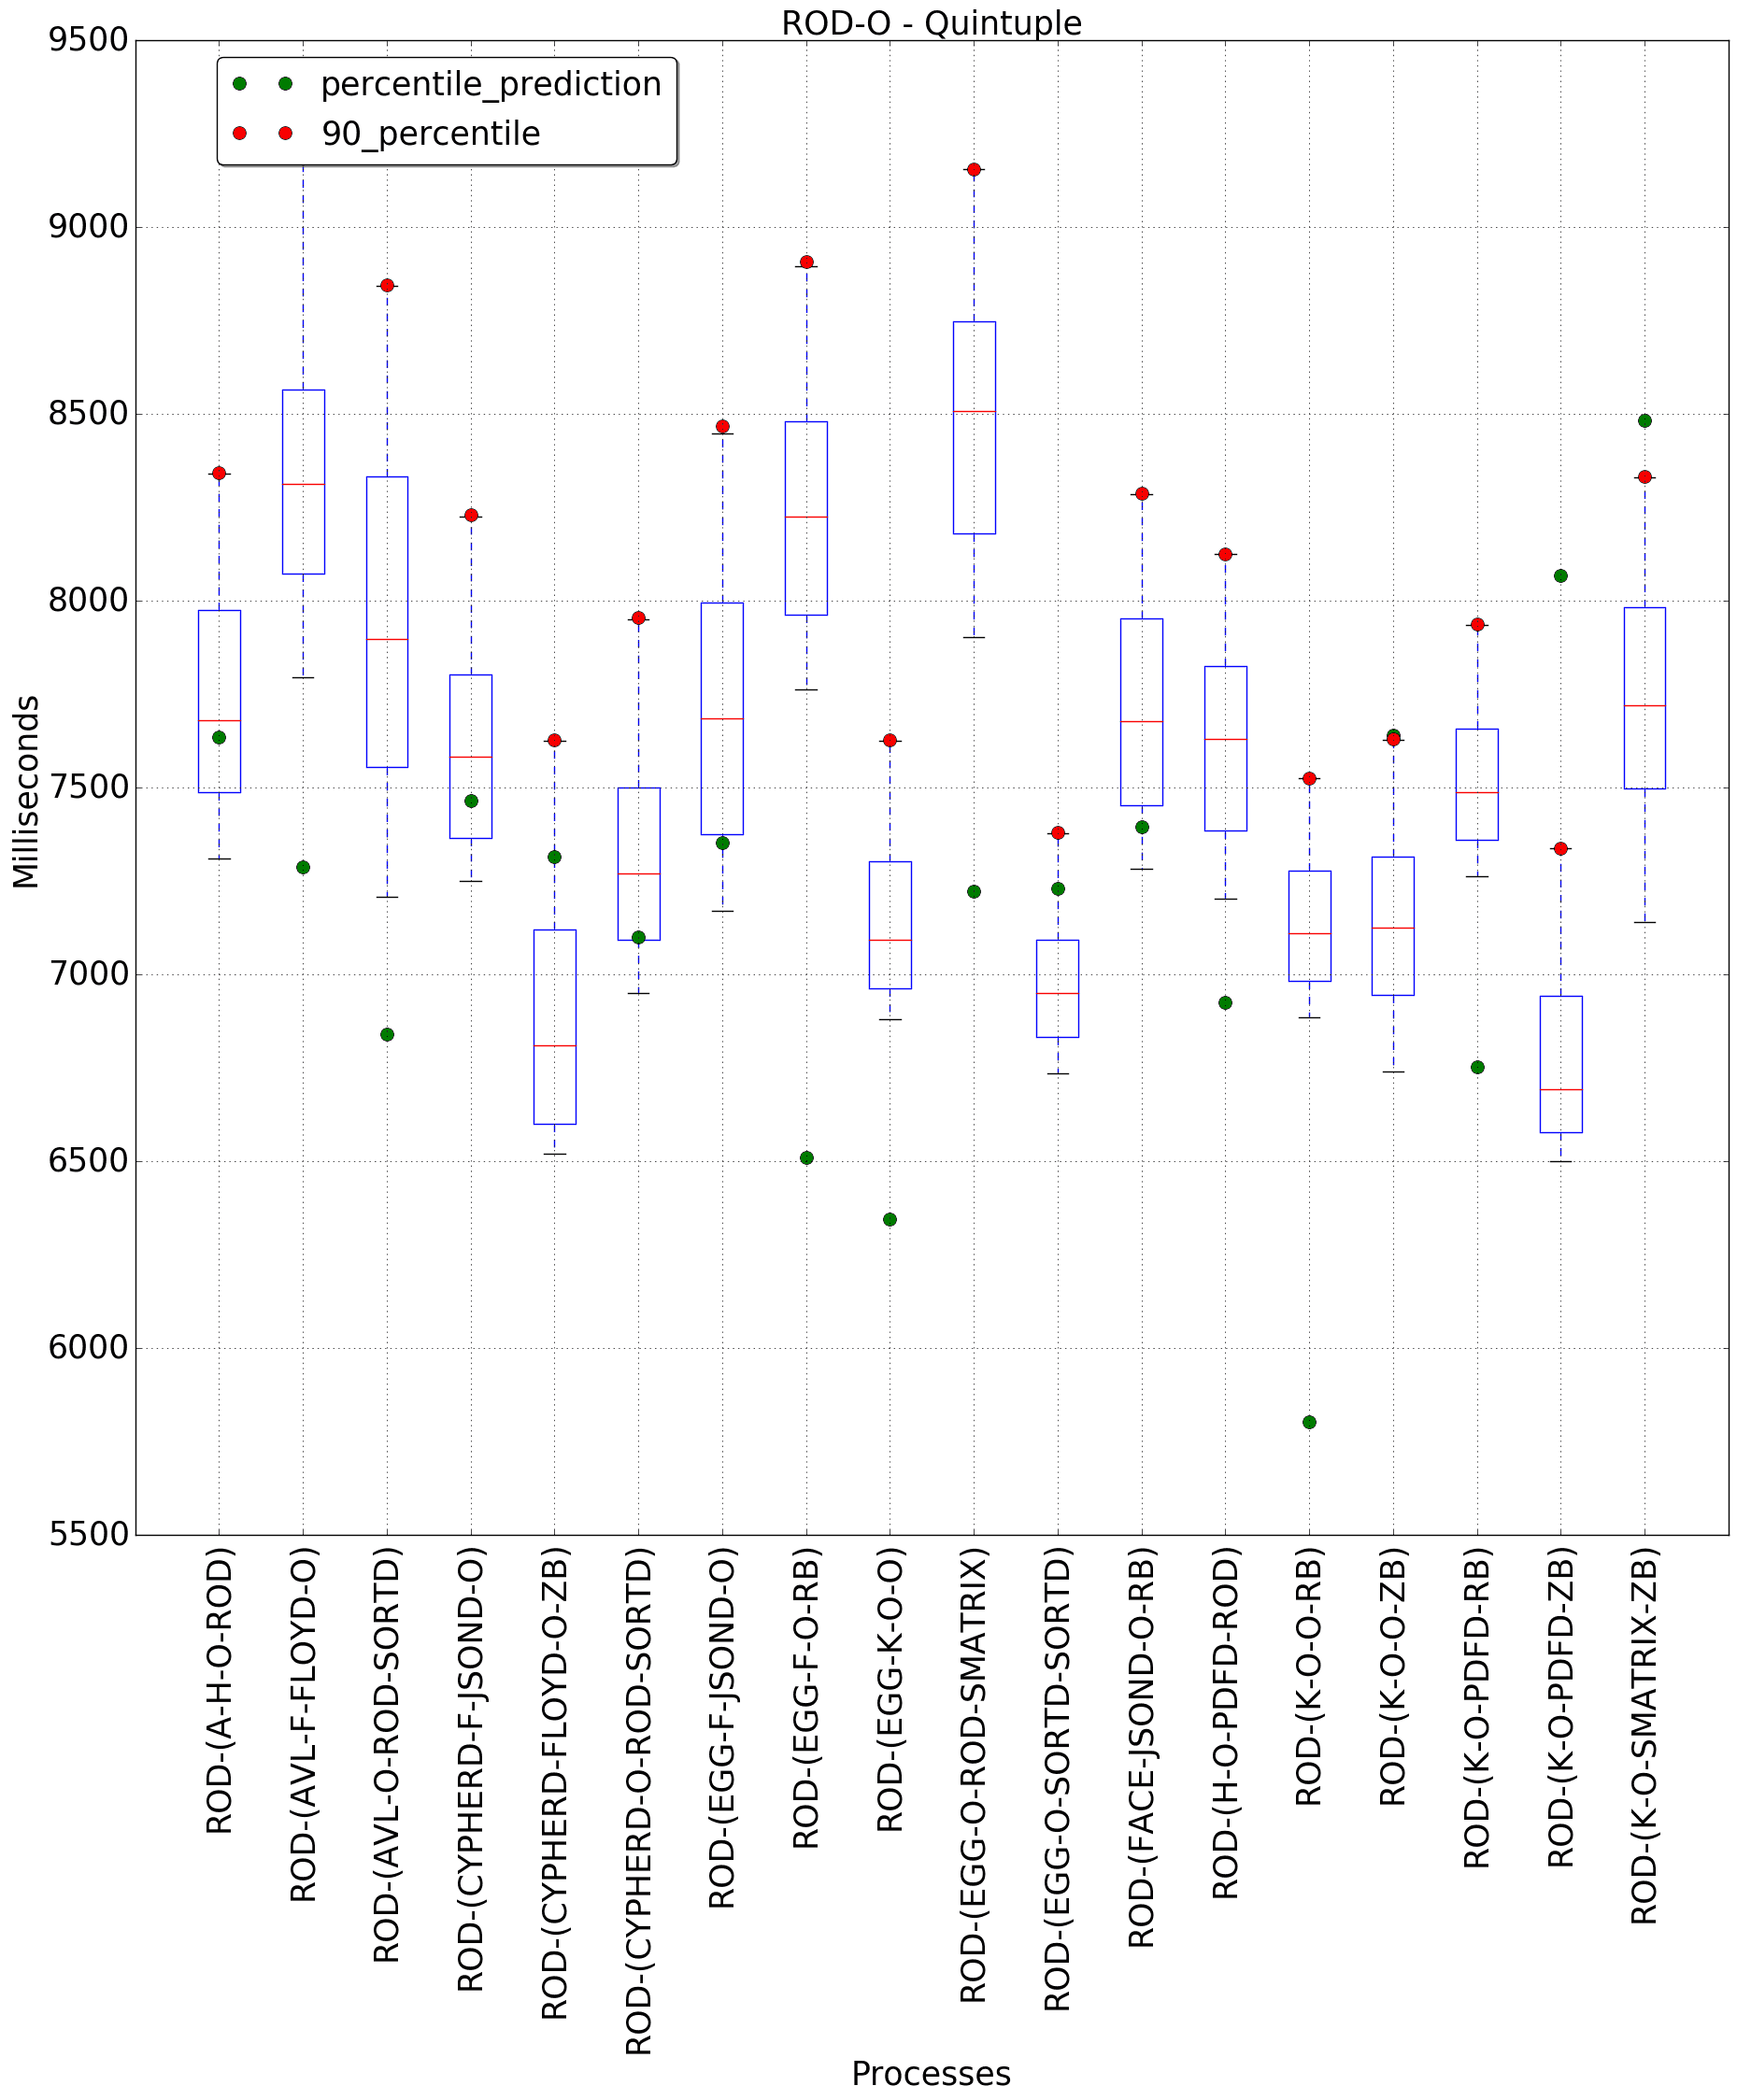 ROD-O - Quintuple
percentile_prediction
90_percentile
9500
9000
8500
8000
7500
7000
6500
6000
5500
Milliseconds
ROD-(A-H-O-ROD)
ROD-(AVL-F-FLOYD-O)
ROD-(AVL-O-ROD-SORTD)
ROD-(CYPHERD-F-JSOND-O)
ROD-(CYPHERD-FLOYD-O-ZB)
ROD-(CYPHERD-O-ROD-SORTD)
ROD-(EGG-F-JSOND-O)
ROD-(EGG-F-O-RB)
ROD-(EGG-K-O-O)
ROD-(EGG-O-ROD-SMATRIX)
ROD-(EGG-O-SORTD-SORTD)
ROD-(FACE-JSOND-O-RB)
ROD-(H-O-PDFD-ROD)
ROD-(K-O-O-RB)
ROD-(K-O-O-ZB)
ROD-(K-O-PDFD-RB)
ROD-(K-O-PDFD-ZB)
ROD-(K-O-SMATRIX-ZB)
Processes